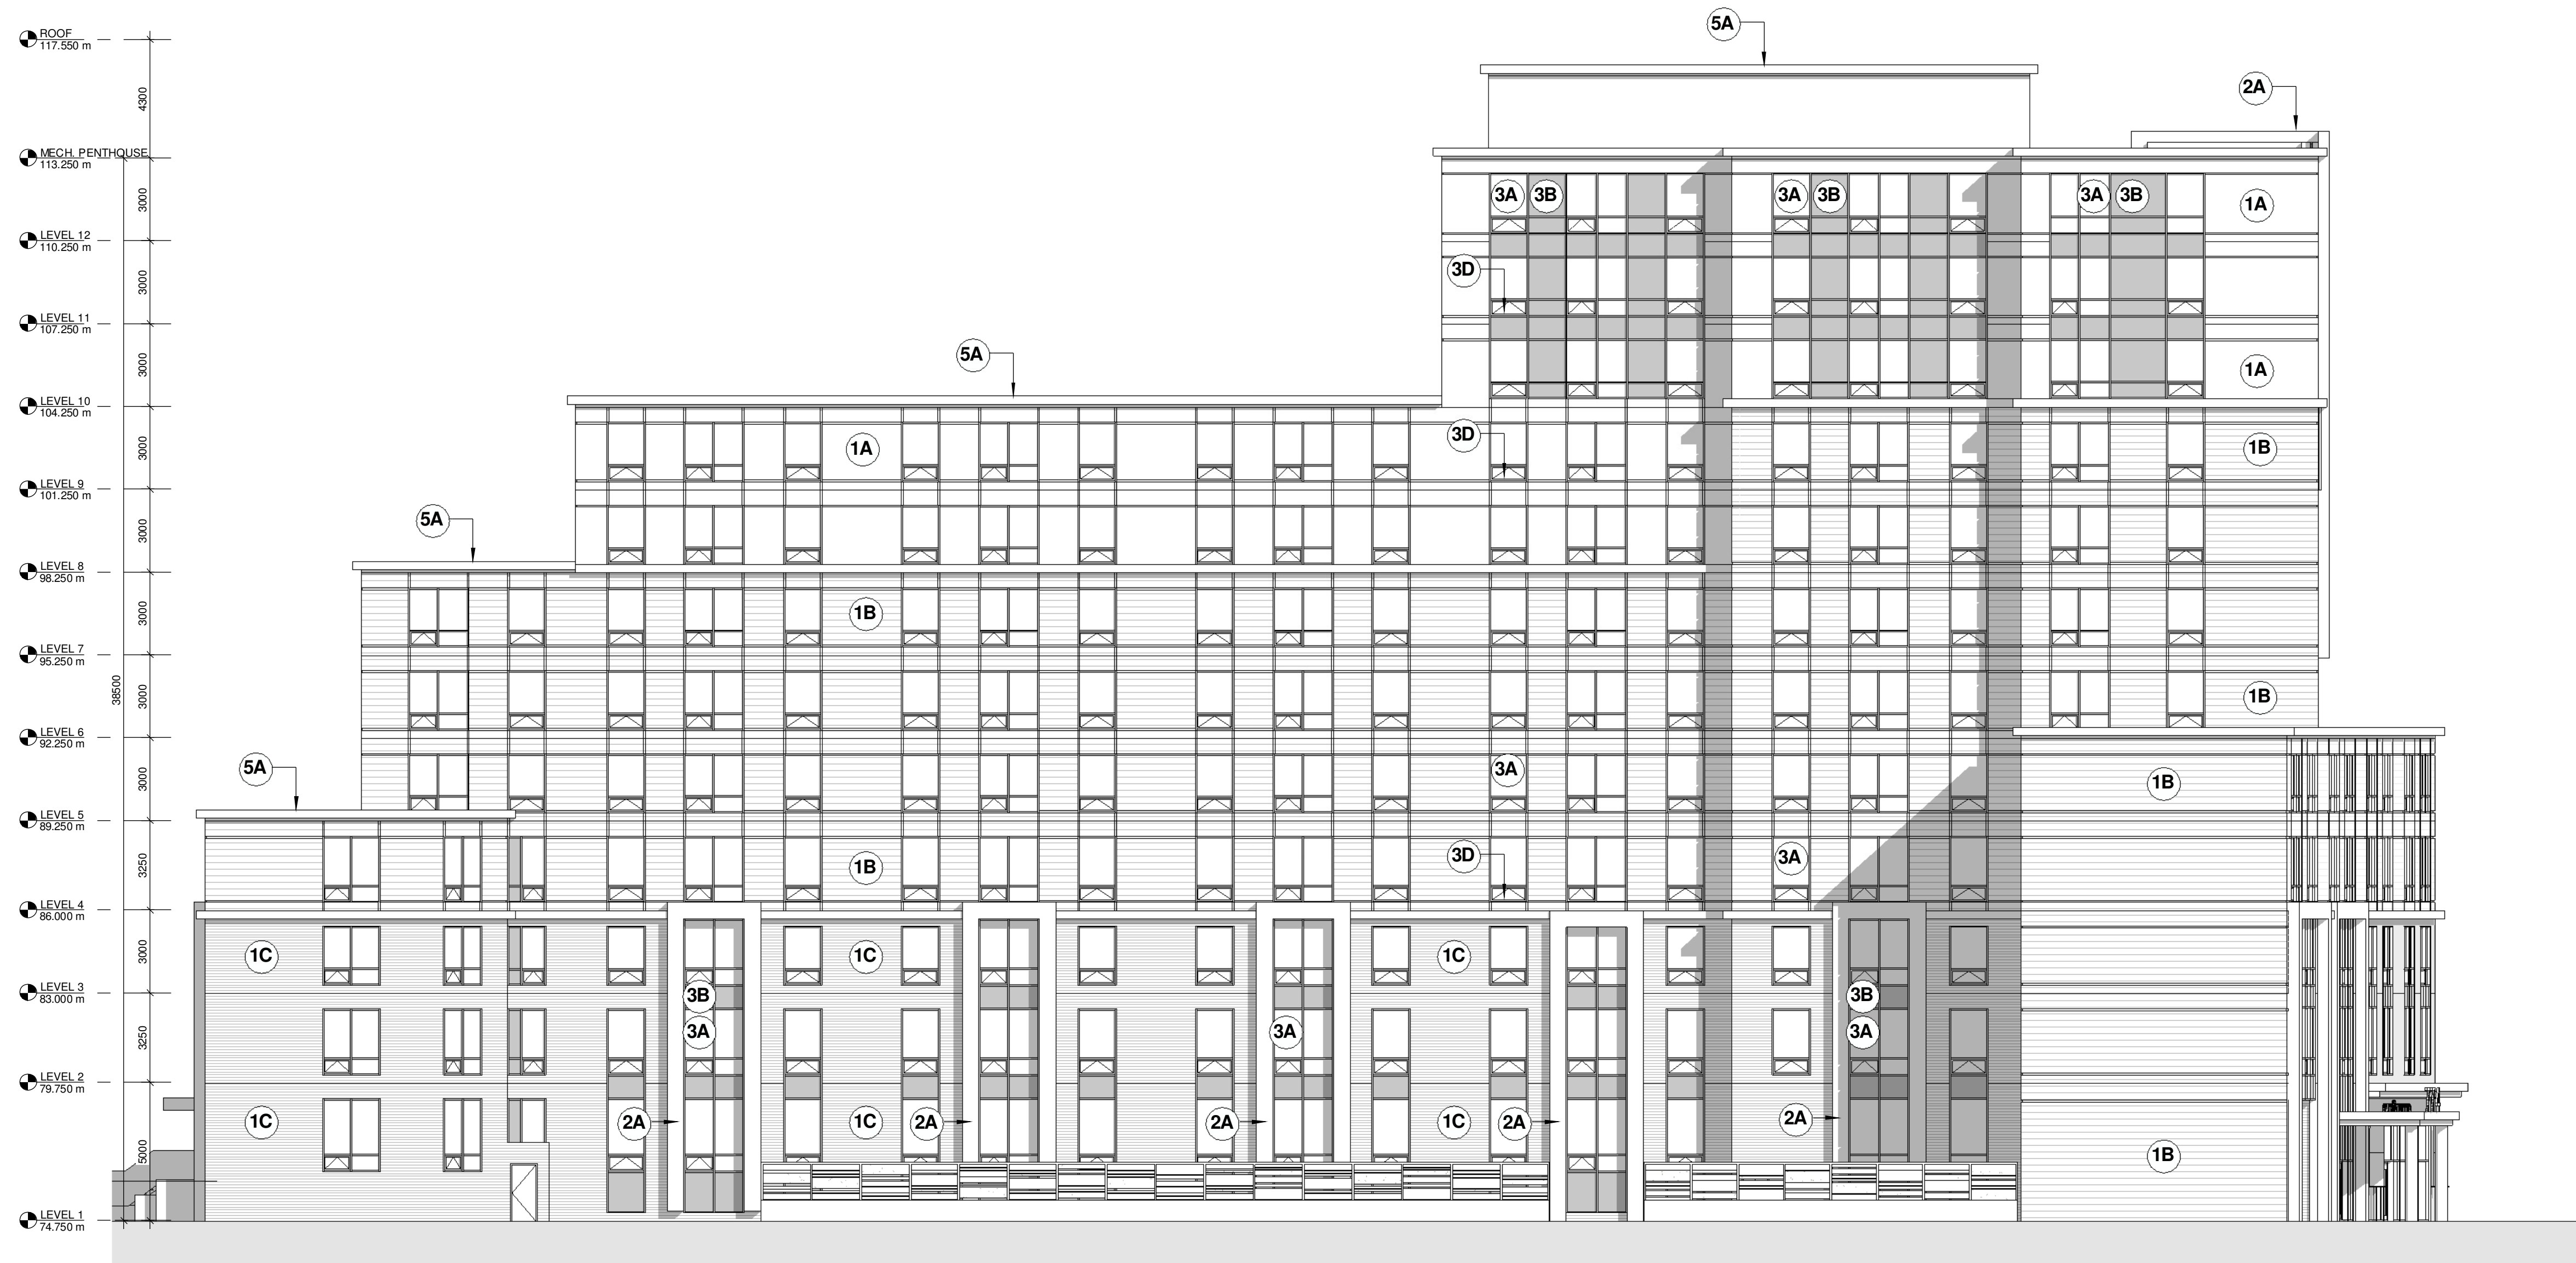 ROOF
117.550 m
5A
2A
4300
MECH. PENTHOUSE
113.250 m
3A 3B 3A 3B 3A 3B
1A
3000
LEVEL 12
110.250 m
3D
3000
LEVEL 11
107.250 m
5A
3000
1A
LEVEL 10
104.250 m
1A
3D
1B
3000
LEVEL 9
101.250 m
5A
3000
LEVEL 8
98.250 m
1B
3000
LEVEL 7
95.250 m
38500
3000
1B
LEVEL 6
92.250 m
5A
3A
1B
3000
LEVEL 5
89.250 m
1B
3D
3A
3250
LEVEL 4
86.000 m
1C
1C
1C
3000
LEVEL 3
83.000 m
3B
3B
3A
3A
3A
3250
LEVEL 2
79.750 m
1C
2A
1C
2A
2A
1C
2A
2A
1B
5000
LEVEL 1
74.750 m